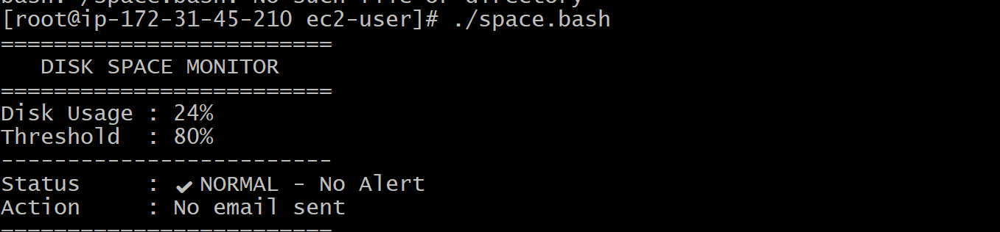 bash: ./space.bash: No such file or directory
[root@ip-172-31-45-210 ec2-user]# ./space.bash
=========================
   DISK SPACE MONITOR
=========================
Disk Usage : 24%
Threshold  : 80%
-------------------------
Status     : ✔ NORMAL - No Alert
Action     : No email sent
=========================